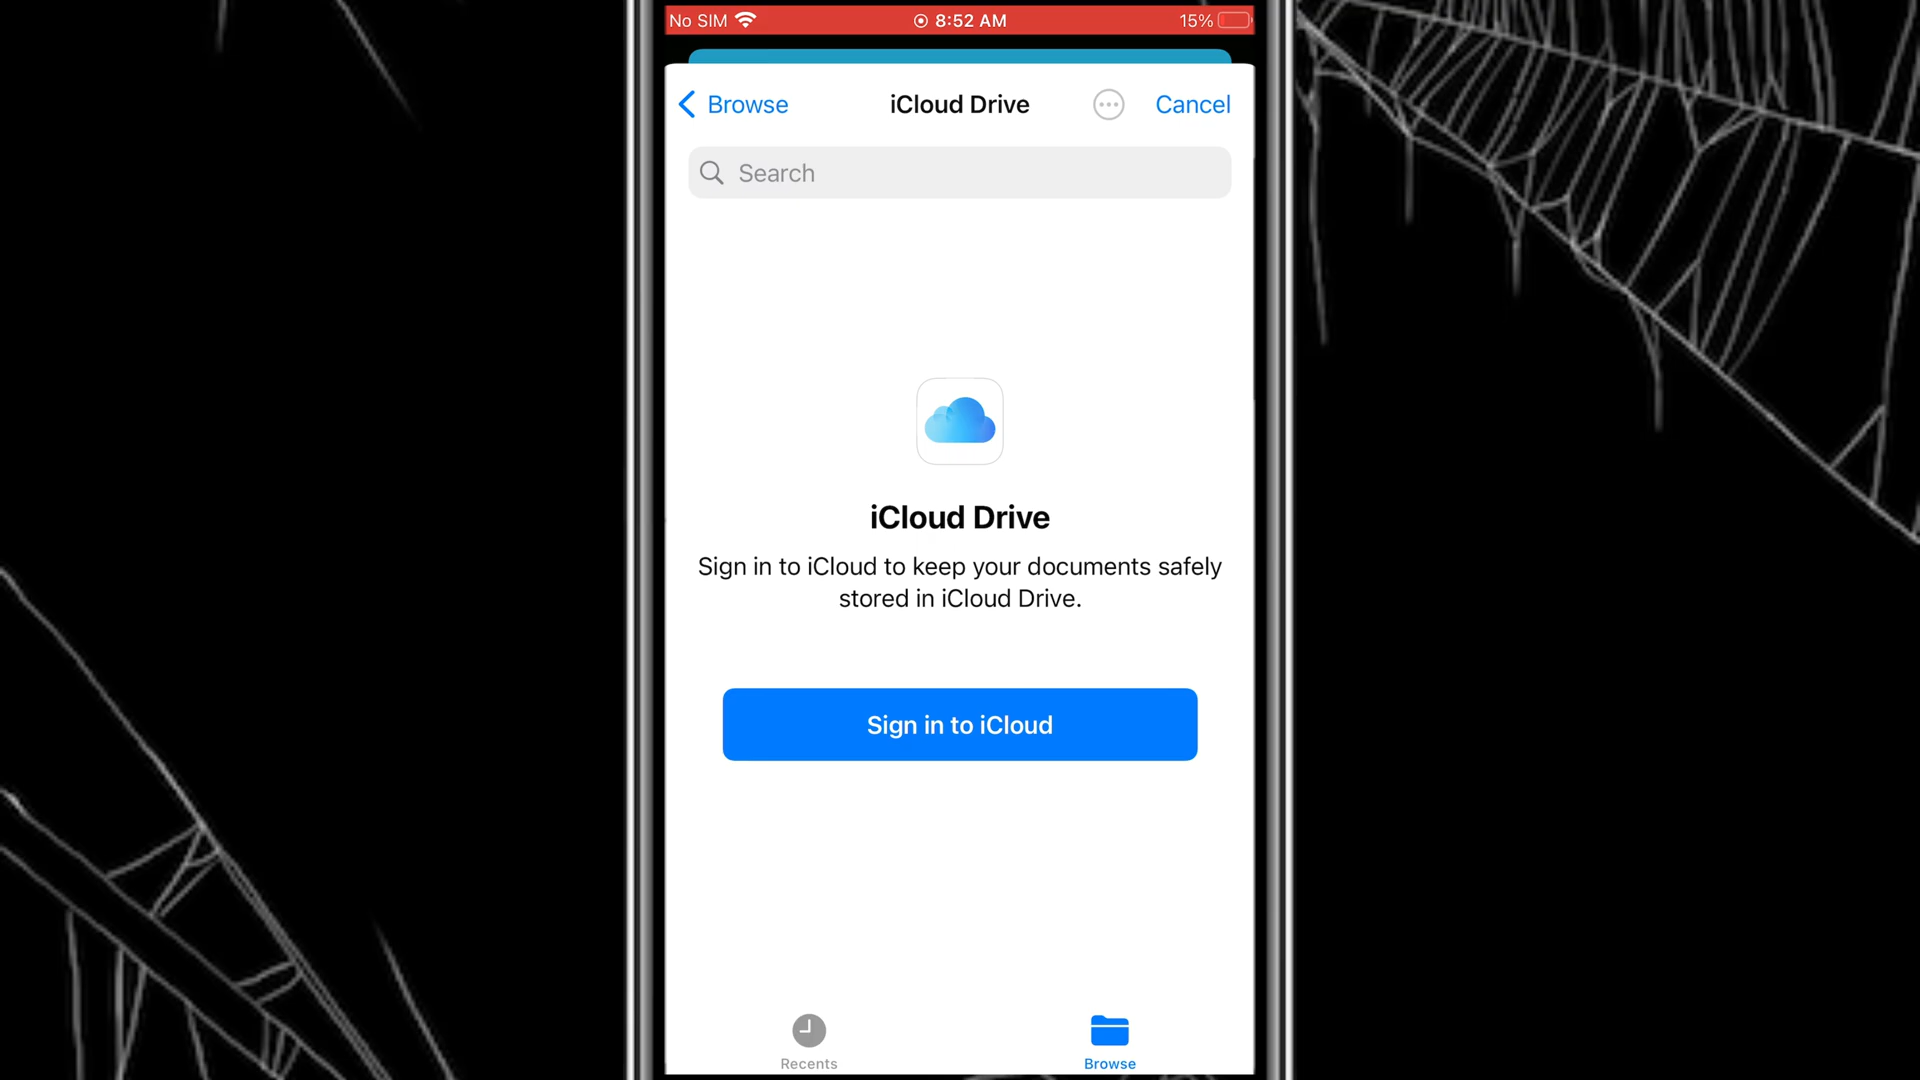 No SIM 8:52 AM 15%
Browse iCloud Drive Cancel
Search
iCloud Drive
Sign in to iCloud to keep your documents safely
stored in iCloud Drive.
Sign in to iCloud
Recents Browse